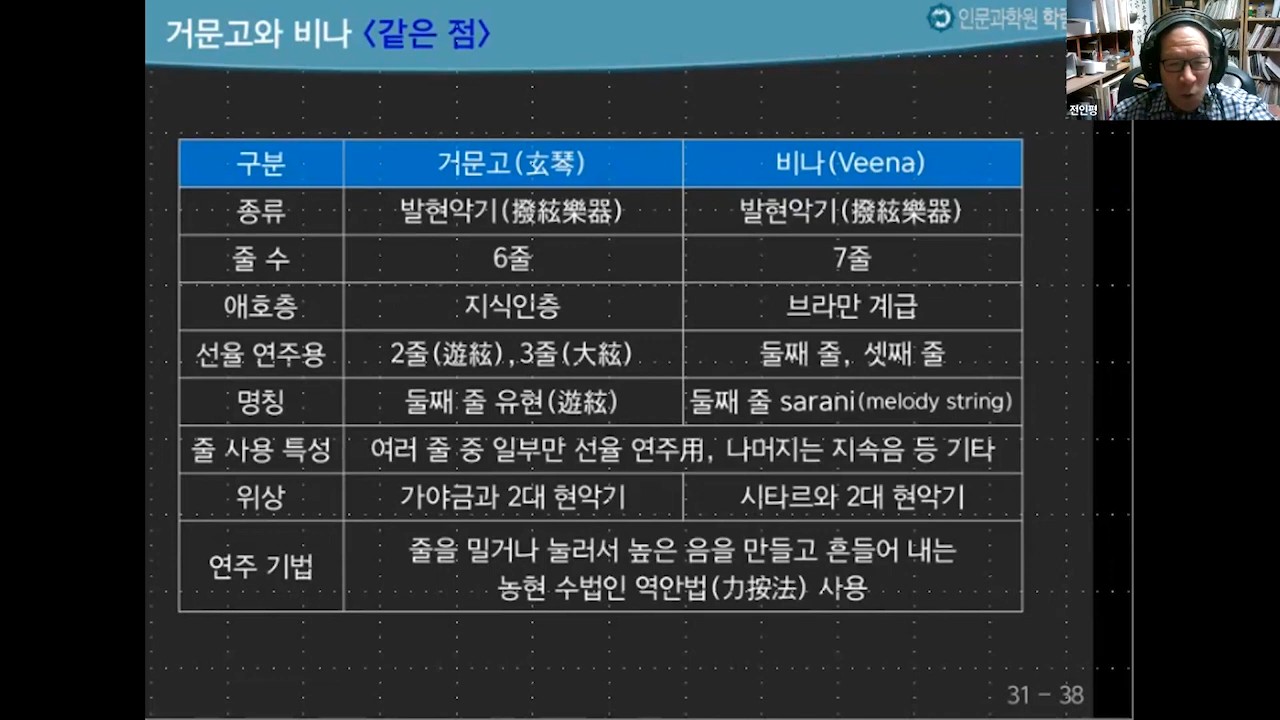 거문고와 비나 <같은 점>
인문과학원 학림
전인평
구분 거문고(玄琴) 비나(Veena)
종류 발현악기(撥絃樂器) 발현악기(撥絃樂器)
줄 수 6줄 7줄
애호층 지식인층 브라만 계급
선율 연주용 2줄(遊絃),3줄(大絃) 둘째 줄, 셋째 줄
명칭 둘째 줄 유현(遊絃) 둘째 줄 sarani(melody string)
줄 사용 특성 여러 줄 중 일부만 선율 연주用, 나머지는 지속음 등 기타
위상 가야금과 2대 현악기 시타르와 2대 현악기
연주 기법 줄을 밀거나 눌러서 높은 음을 만들고 흔들어 내는
농현 수법인 역안법(力按法) 사용
31 - 38